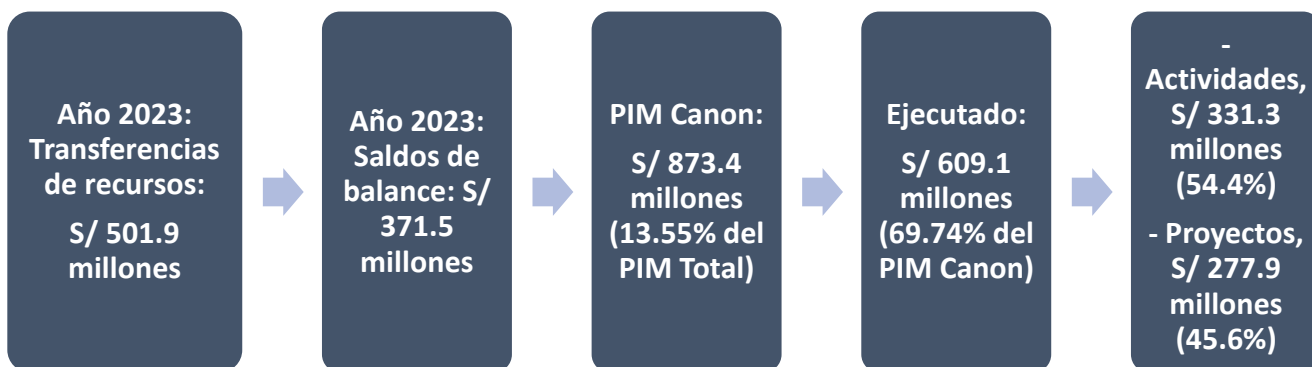 Año 2023:
Transferencias
de recursos:
S/ 501.9
millones
Año 2023:
Saldos de
balance: S/
371.5
millones
PIM Canon:
S/ 873.4
millones
(13.55% del
PIM Total)
Ejecutado:
S/ 609.1
millones
(69.74% del
PIM Canon)
-
Actividades,
S/ 331.3
millones
(54.4%)
- Proyectos,
S/ 277.9
millones
(45.6%)